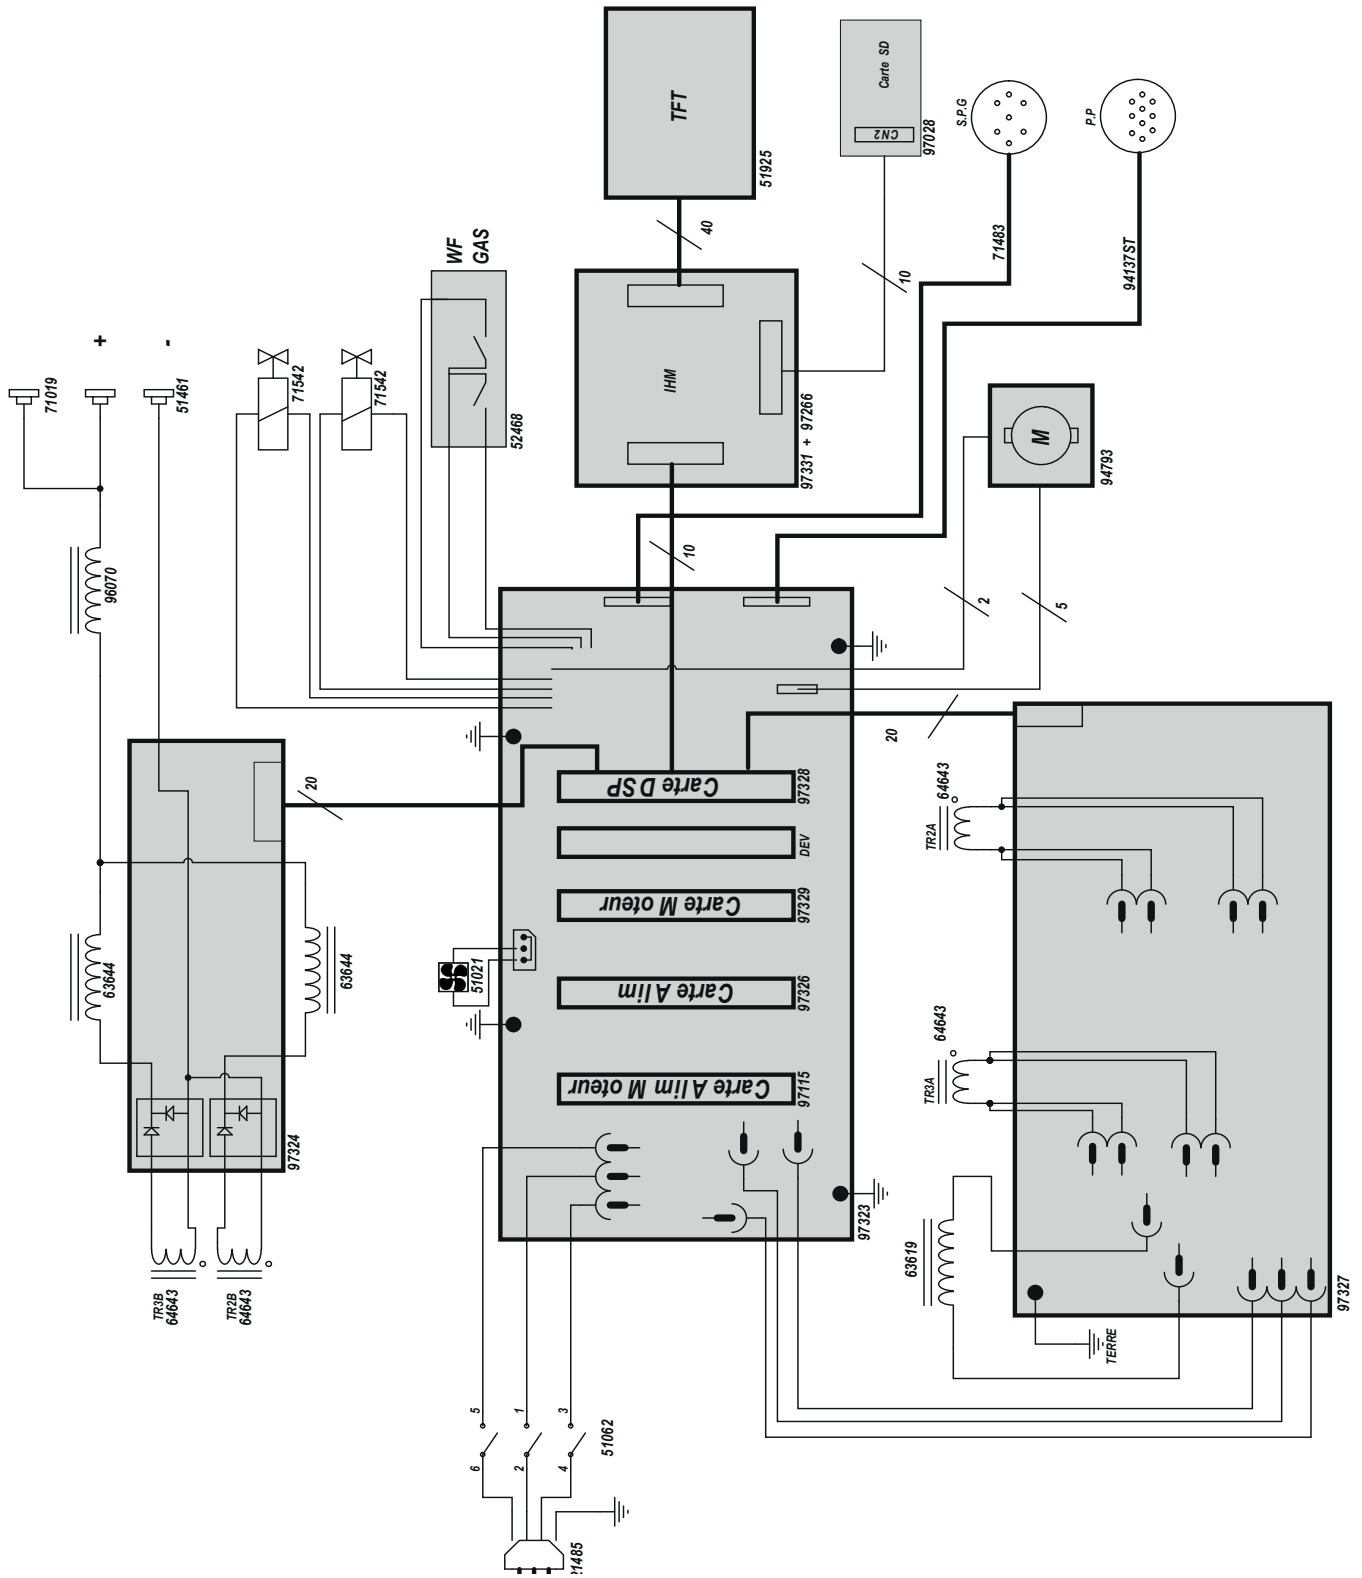 TFT
51925
Carte SD
CN2
97028
S.P.G
P.P
40
10
71483
94137ST
WF
GAS
52468
+
-
71019
51461
71542
71542
IHM
97331 + 97266
M
94793
96070
10
2
5
20
20
Carte DSP
97328
DEV
Carte Moteur
97329
Carte Alim
97326
Carte Alim Moteur
97115
51021
97323
63644
63644
97324
TR3B
64643
TR2B
64643
TR2A
64643
TR3A
64643
63619
TERRE
97327
5
1
3
6
2
4
51062
21485